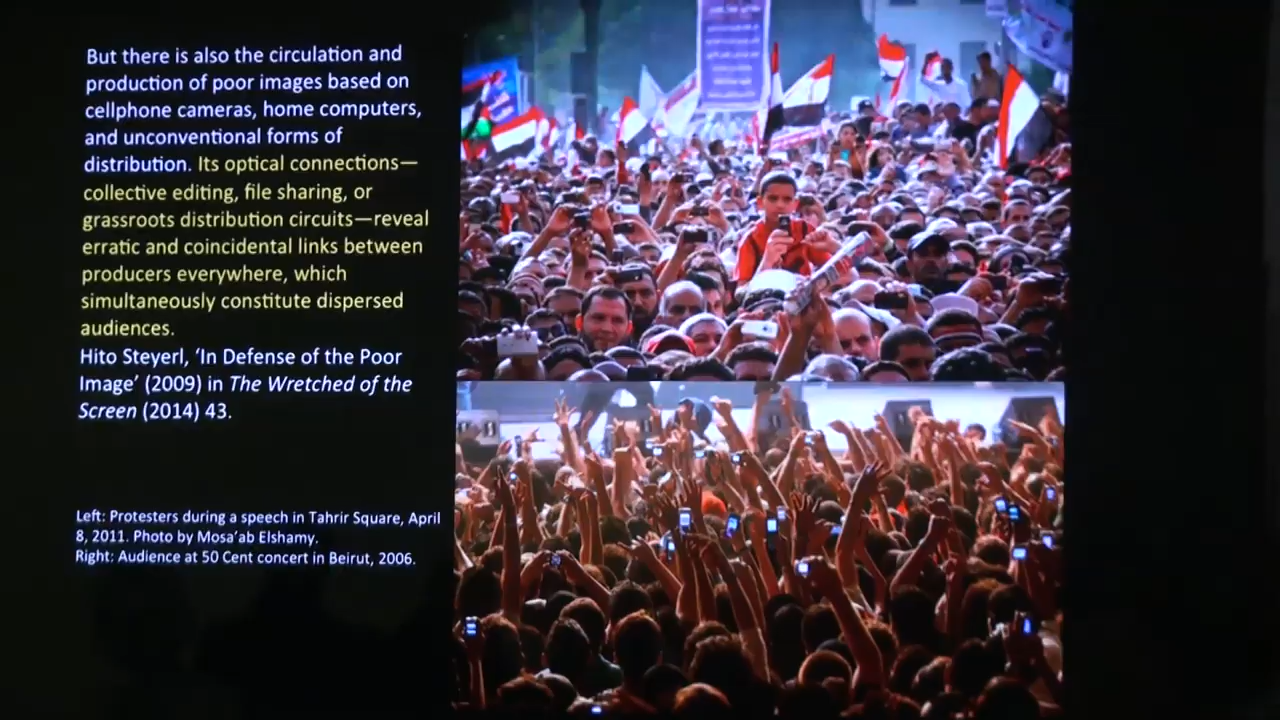 But there is also the circulation and
production of poor images based on
cellphone cameras, home computers,
and unconventional forms of
distribution. Its optical connections—
collective editing, file sharing, or
grassroots distribution circuits—reveal
erratic and coincidental links between
producers everywhere, which
simultaneously constitute dispersed
audiences.
Hito Steyerl, ‘In Defense of the Poor
Image’ (2009) in The Wretched of the
Screen (2014) 43.
Left: Protesters during a speech in Tahrir Square, April
8, 2011. Photo by Mosa’ab Elshamy.
Right: Audience at 50 Cent concert in Beirut, 2006.